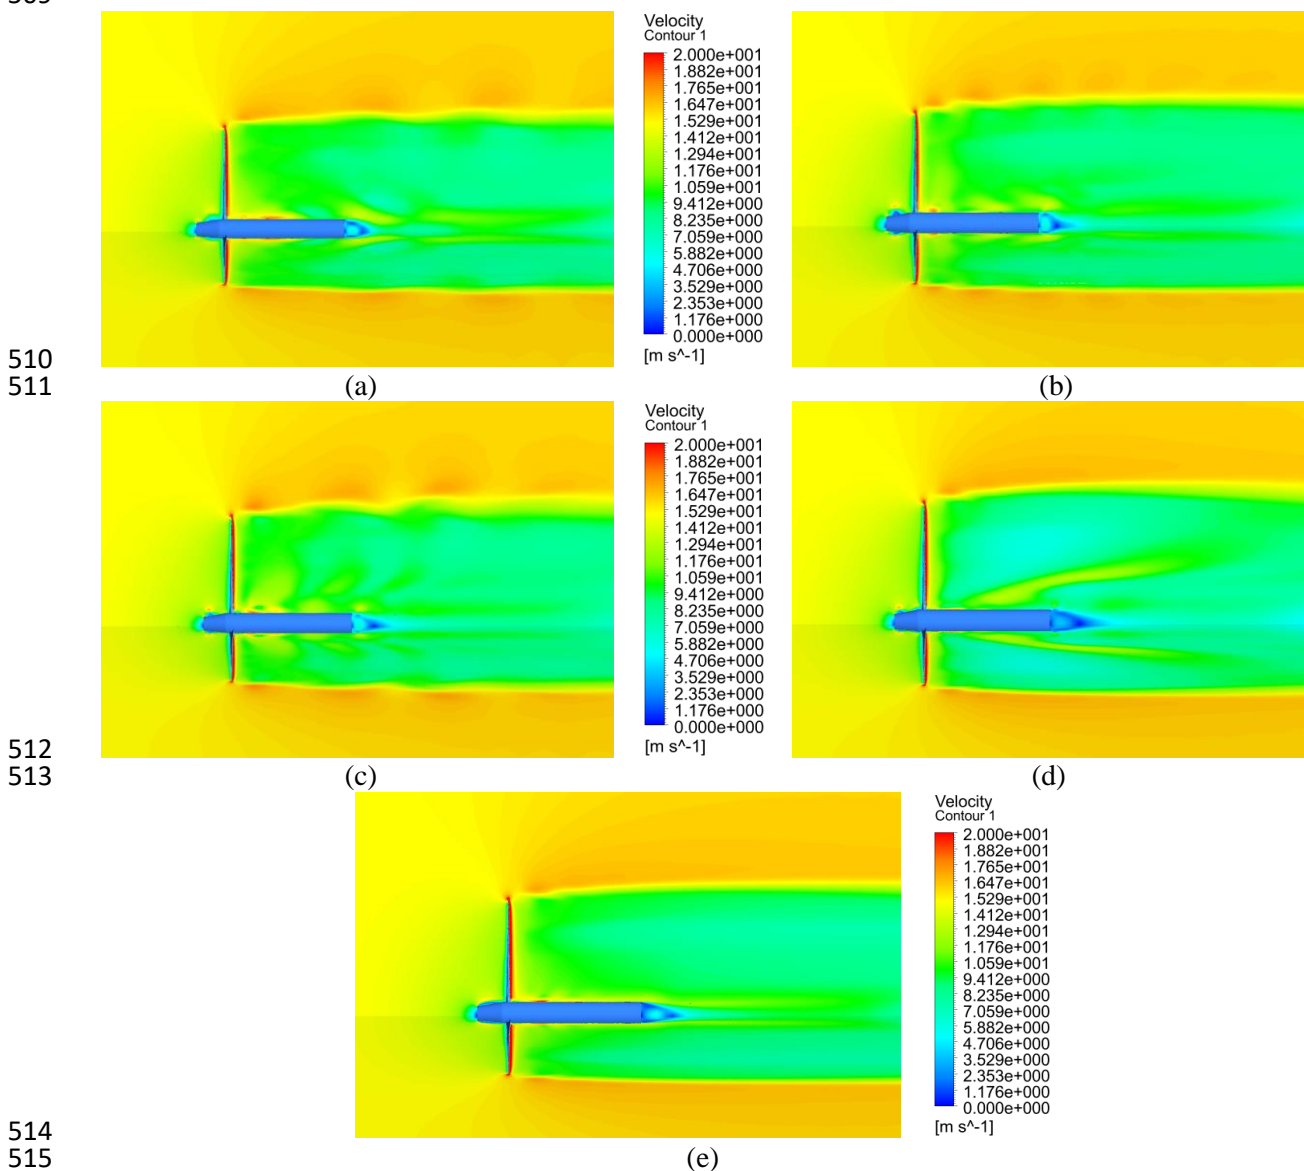 509
Velocity
Contour 1
2.000e+001
1.882e+001
1.765e+001
1.647e+001
1.529e+001
1.412e+001
1.294e+001
1.176e+001
1.059e+001
9.412e+000
8.235e+000
7.059e+000
5.882e+000
4.706e+000
3.529e+000
2.353e+000
1.176e+000
0.000e+000
[m s^-1]
510
511 (a) (b)
Velocity
Contour 1
2.000e+001
1.882e+001
1.765e+001
1.647e+001
1.529e+001
1.412e+001
1.294e+001
1.176e+001
1.059e+001
9.412e+000
8.235e+000
7.059e+000
5.882e+000
4.706e+000
3.529e+000
2.353e+000
1.176e+000
0.000e+000
[m s^-1]
512
513 (c) (d)
Velocity
Contour 1
2.000e+001
1.882e+001
1.765e+001
1.647e+001
1.529e+001
1.412e+001
1.294e+001
1.176e+001
1.059e+001
9.412e+000
8.235e+000
7.059e+000
5.882e+000
4.706e+000
3.529e+000
2.353e+000
1.176e+000
0.000e+000
[m s^-1]
514
515 (e)